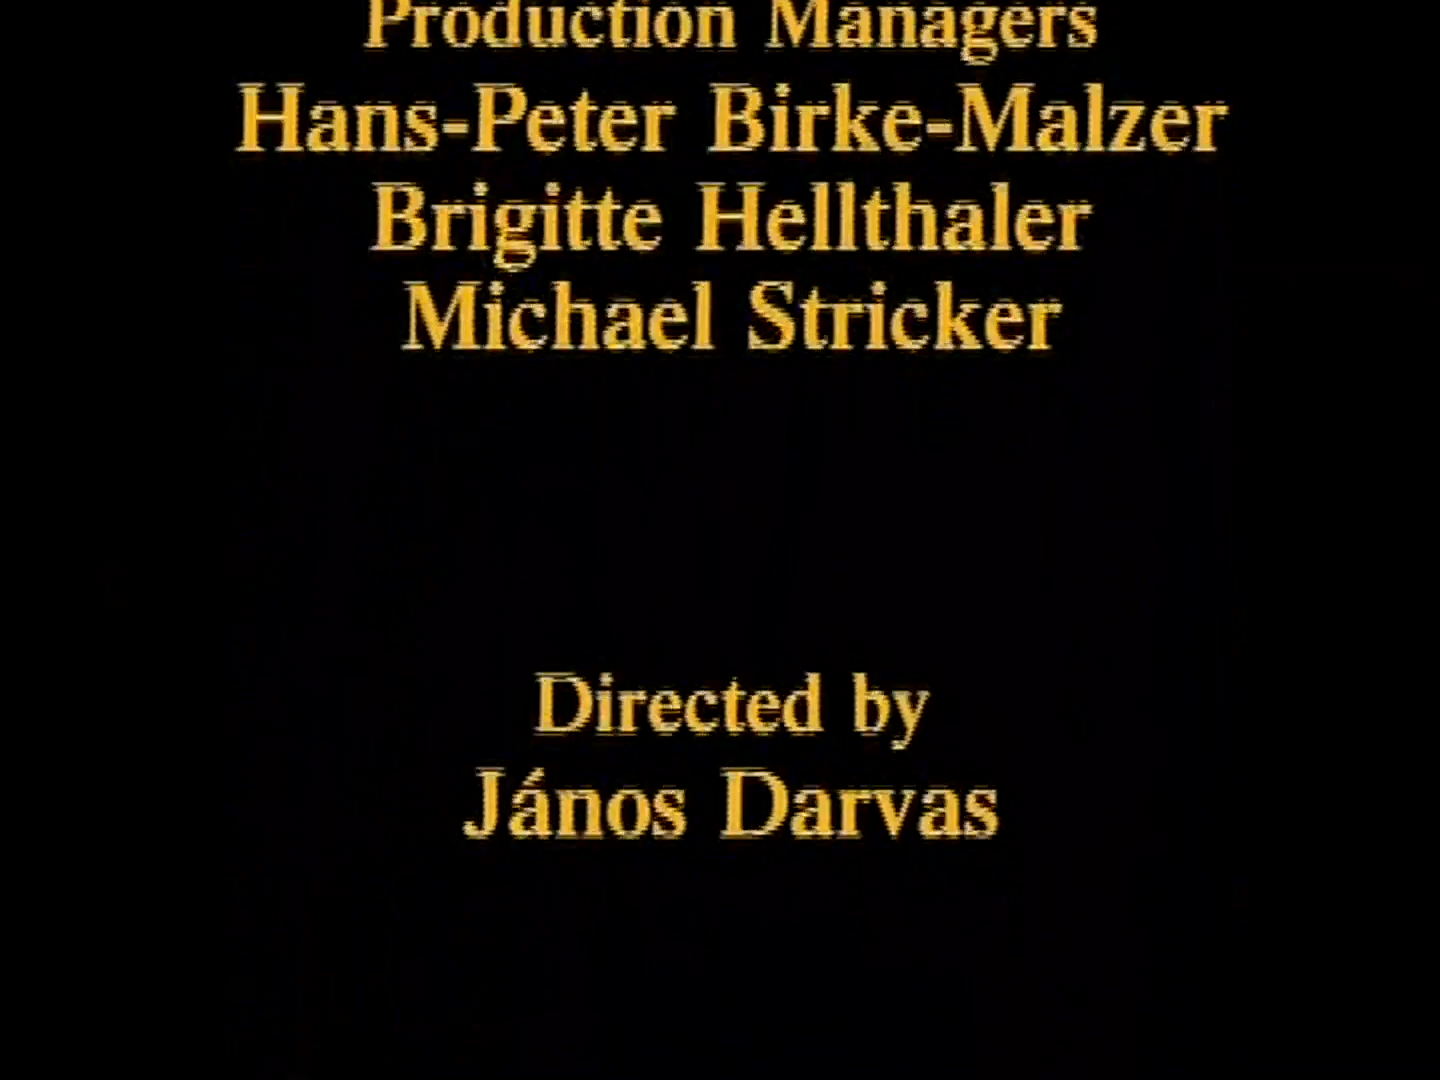 Production Managers
Hans-Peter Birke-Malzer
Brigitte Hellthaler
Michael Stricker
Directed by
János Darvas